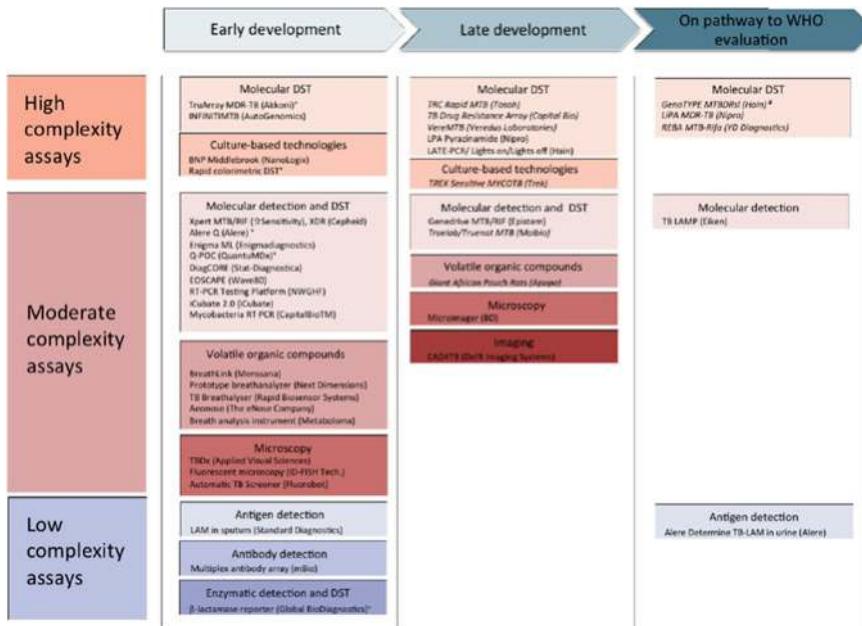 Early development
Late development
On pathway to WHO
evaluation
High
complexity
assays
Molecular DST
TruArray MDR-TB (Akkoni)*
INFINITIMTB (AutoGenomics)
Culture-based technologies
BNP Middlebrook (NanoLogix)
Rapid colorimetric DST*
Molecular DST
TRC Rapid MTB (Tosoh)
TB Drug Resistance Array (Capital Bio)
VereMTB (Veredus Laboratories)
LPA Pyrazinamide (Nipro)
LATE-PCR/ Lights on/Lights off (Hain)
Culture-based technologies
TREK Sensitive MYCOTB (Trek)
Molecular DST
GenoTYPE MTBDRsl (Hain)
LiPA MDR-TB (Nipro)
REBA MTB-Rifa (YD Diagnostics)
Moderate
complexity
assays
Molecular detection and DST
Xpert MTB/RIF (⇧Sensitivity), XDR (Cepheid)
Alere Q (Alere) *
Enigma ML (Enigmadiagnostics)
Q-POC (QuantuMDx)*
DiagCORE (Stat-Diagnostica)
EOSCAPE (Wave80)
RT-PCR Testing Platform (NWGHF)
iCubate 2.0 (iCubate)
Mycobacteria RT PCR (CapitalBioTM)
Volatile organic compounds
BreathLink (Menssana)
Prototype breathanalyzer (Next Dimensions)
TB Breathalyser (Rapid Biosensor Systems)
Aeonose (The eNose Company)
Breath analysis instrument (Metabolomx)
Microscopy
TBDx (Applied Visual Sciences)
Fluorescent microscopy (ID-FISH Tech.)
Automatic TB Screener (Fluorobot)
Molecular detection and DST
Genedrive MTB/RIF (Epistem)
Truelab/Truenat MTB (Molbio)
Volatile organic compounds
Giant African Pouch Rats (Apopo)
Microscopy
Microimager (BD)
Imaging
CAD4TB (Delft Imaging Systems)
Molecular detection
TB LAMP (Eiken)
Low
complexity
assays
Antigen detection
LAM in sputum (Standard Diagnostics)
Antibody detection
Multiplex antibody array (mBio)
Enzymatic detection and DST
β-lactamase reporter (Global BioDiagnostics)*
Antigen detection
Alere Determine TB-LAM in urine (Alere)